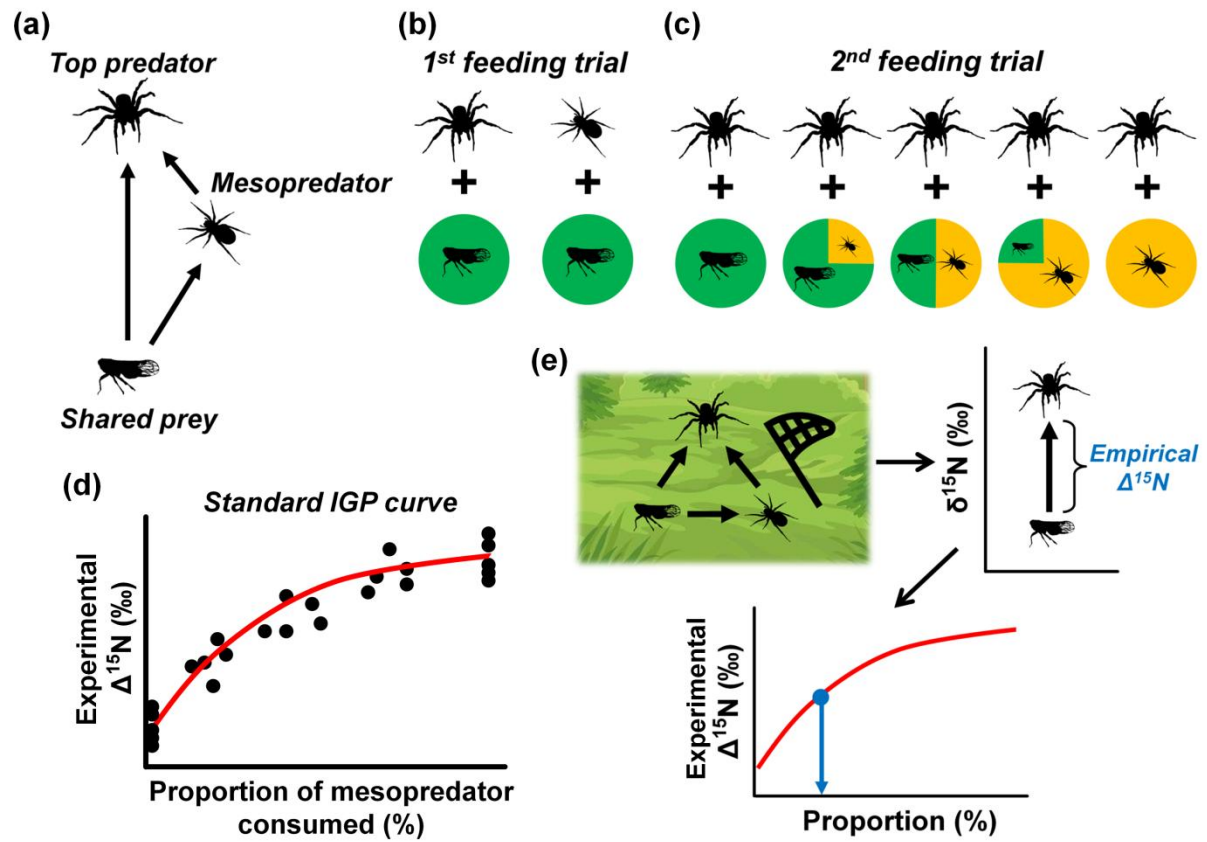 (a)
Top predator
Mesopredator
Shared prey
(b)
1st feeding trial
+
+
(c)
2nd feeding trial
+
+
+
+
+
(d)
Standard IGP curve
Experimental
Δ15N (‰)
Proportion of mesopredator
consumed (%)
(e)
δ15N (‰)
Empirical
Δ15N
Experimental
Δ15N (‰)
Proportion (%)